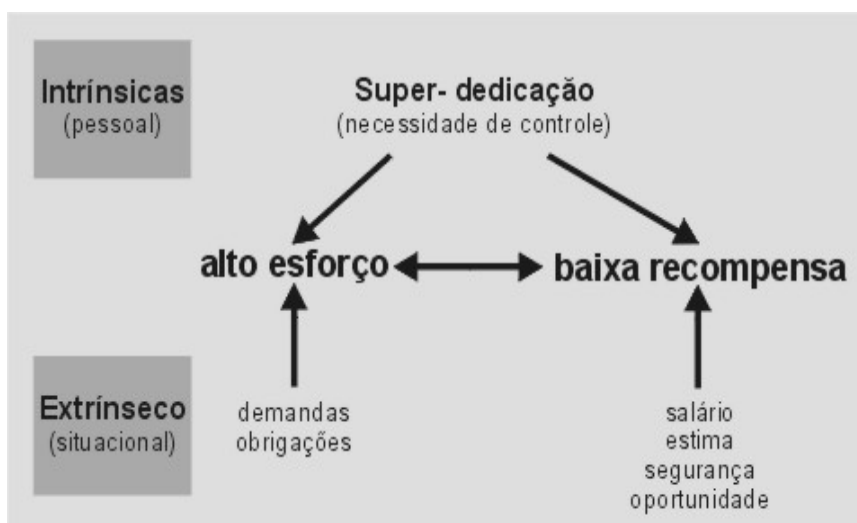 Intrínsicas
(pessoal)
Super- dedicação
(necessidade de controle)
alto esforço
baixa recompensa
Extrínseco
(situacional)
demandas
obrigações
salário
estima
segurança
oportunidade